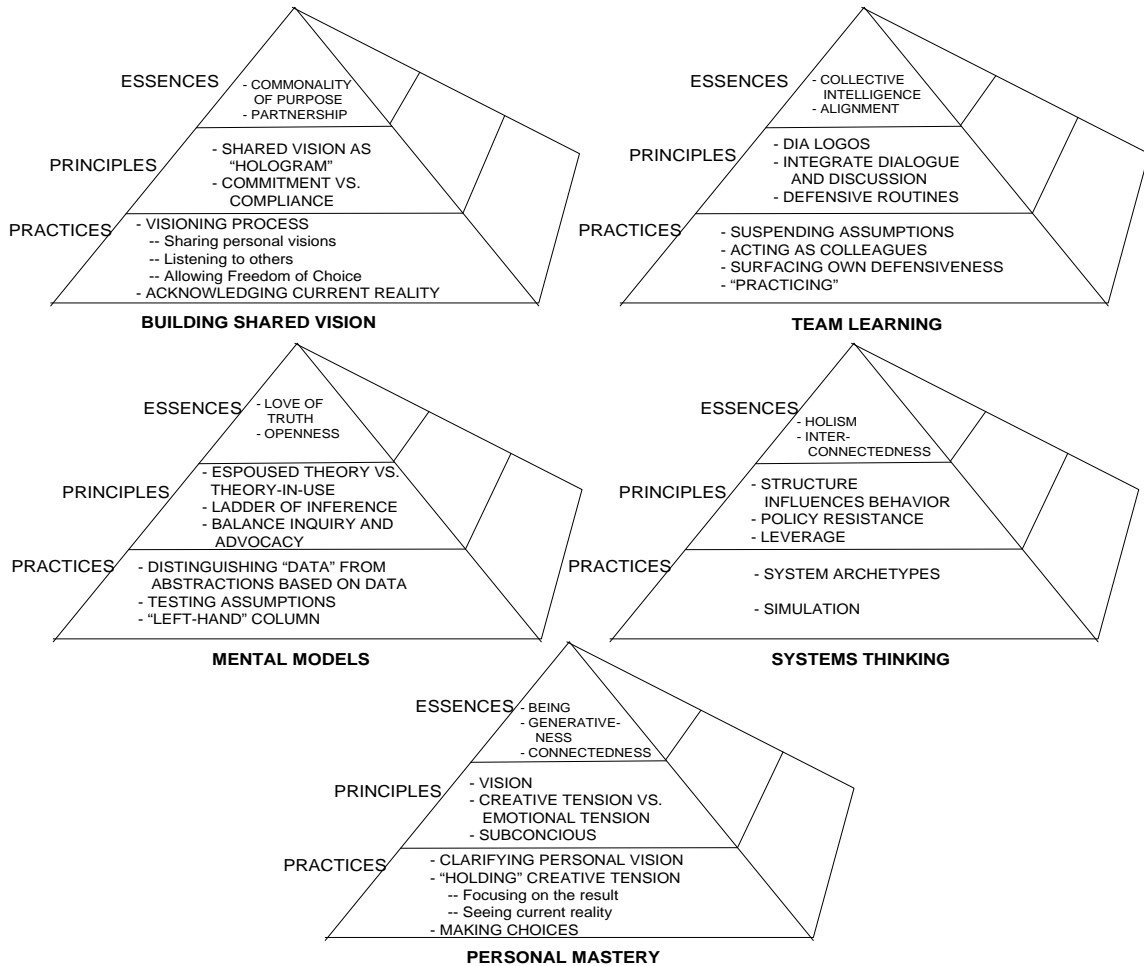 ESSENCES
- COMMONALITY
OF PURPOSE
- PARTNERSHIP
PRINCIPLES
- SHARED VISION AS
“HOLOGRAM”
- COMMITMENT VS.
COMPLIANCE
PRACTICES
- VISIONING PROCESS
-- Sharing personal visions
-- Listening to others
-- Allowing Freedom of Choice
- ACKNOWLEDGING CURRENT REALITY
BUILDING SHARED VISION
ESSENCES
- COLLECTIVE
INTELLIGENCE
- ALIGNMENT
PRINCIPLES
- DIA LOGOS
- INTEGRATE DIALOGUE
AND DISCUSSION
- DEFENSIVE ROUTINES
PRACTICES
- SUSPENDING ASSUMPTIONS
- ACTING AS COLLEAGUES
- SURFACING OWN DEFENSIVENESS
- “PRACTICING”
TEAM LEARNING
ESSENCES
- LOVE OF
TRUTH
- OPENNESS
PRINCIPLES
- ESPOUSED THEORY VS.
THEORY-IN-USE
- LADDER OF INFERENCE
- BALANCE INQUIRY AND
ADVOCACY
PRACTICES
- DISTINGUISHING “DATA” FROM
ABSTRACTIONS BASED ON DATA
- TESTING ASSUMPTIONS
- “LEFT-HAND” COLUMN
MENTAL MODELS
ESSENCES
- HOLISM
- INTER-
CONNECTEDNESS
PRINCIPLES
- STRUCTURE
INFLUENCES BEHAVIOR
- POLICY RESISTANCE
- LEVERAGE
PRACTICES
- SYSTEM ARCHETYPES
- SIMULATION
SYSTEMS THINKING
ESSENCES
- BEING
- GENERATIVE-
NESS
- CONNECTEDNESS
PRINCIPLES
- VISION
- CREATIVE TENSION VS.
EMOTIONAL TENSION
- SUBCONCIOUS
PRACTICES
- CLARIFYING PERSONAL VISION
- “HOLDING” CREATIVE TENSION
-- Focusing on the result
-- Seeing current reality
- MAKING CHOICES
PERSONAL MASTERY